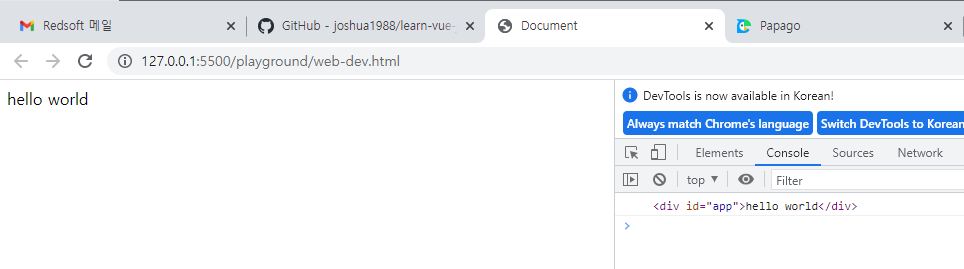 Redsoft 메일
GitHub - joshua1988/learn-vue-
Document
Papago
127.0.0.1:5500/playground/web-dev.html
hello world
DevTools is now available in Korean!
Always match Chrome's language
Switch DevTools to Korean
Elements
Console
Sources
Network
top
Filter
<div id="app">hello world</div>